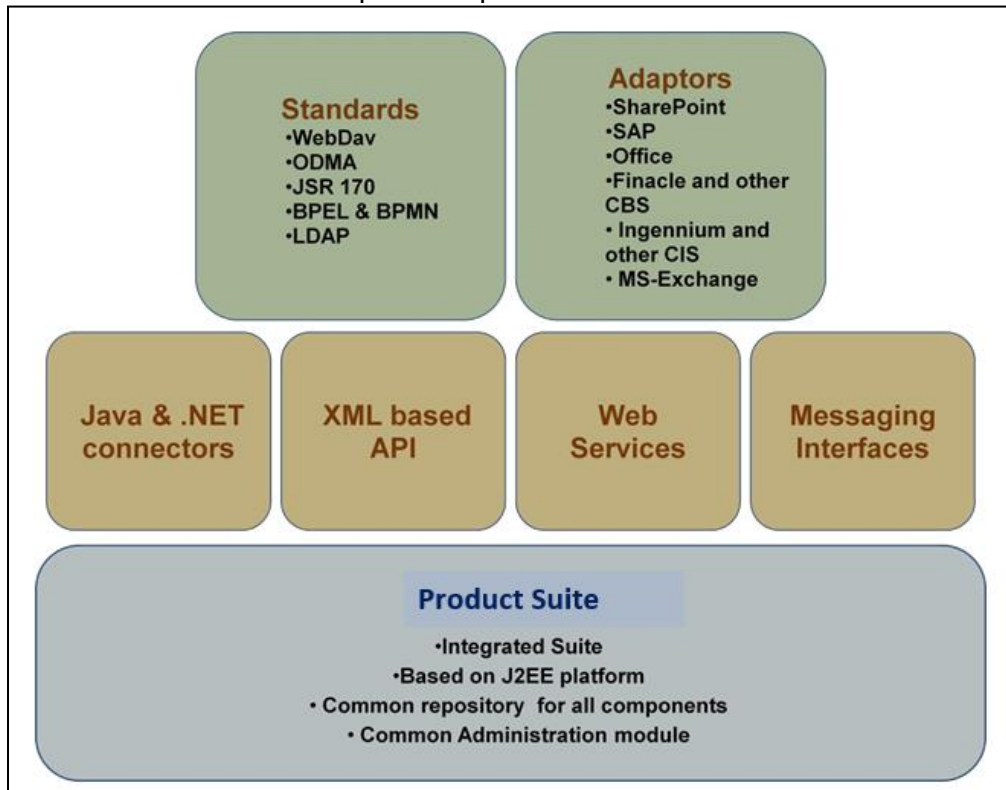 Standards
•WebDav
•ODMA
•JSR 170
•BPEL & BPMN
•LDAP
Adaptors
•SharePoint
•SAP
•Office
•Finacle and other
CBS
• Ingennium and
other CIS
• MS-Exchange
Java & .NET
connectors
XML based
API
Web
Services
Messaging
Interfaces
Product Suite
•Integrated Suite
•Based on J2EE platform
• Common repository for all components
• Common Administration module